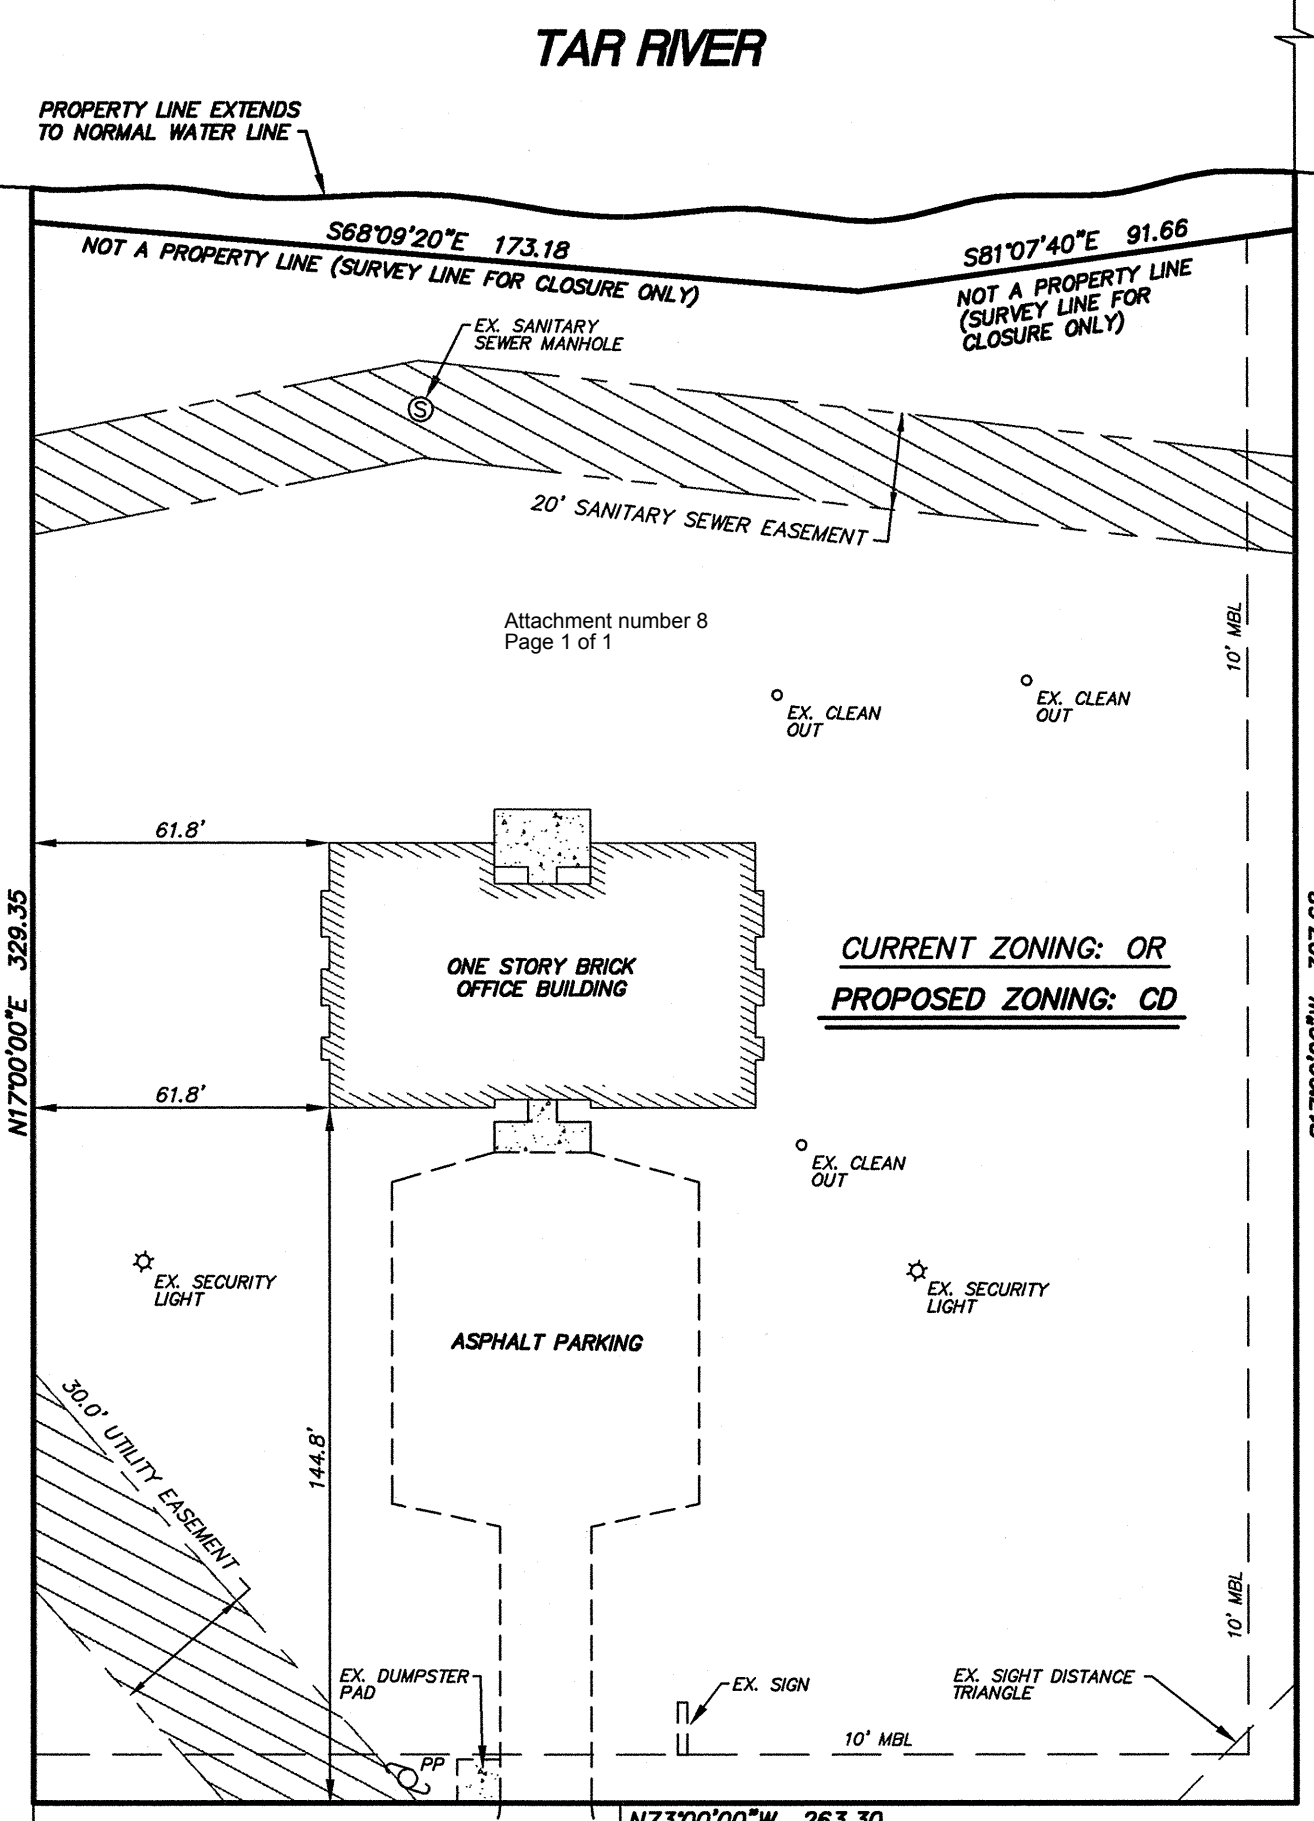 TAR RIVER
PROPERTY LINE EXTENDS
TO NORMAL WATER LINE
S68°09'20"E 173.18
NOT A PROPERTY LINE (SURVEY LINE FOR CLOSURE ONLY)
S81°07'40"E 91.66
NOT A PROPERTY LINE
(SURVEY LINE FOR
CLOSURE ONLY)
EX. SANITARY
SEWER MANHOLE
S
20' SANITARY SEWER EASEMENT
Attachment number 8
Page 1 of 1
10' MBL
EX. CLEAN
OUT
EX. CLEAN
OUT
61.8'
N17°00'00"E 329.35
ONE STORY BRICK
OFFICE BUILDING
CURRENT ZONING: OR
PROPOSED ZONING: CD
61.8'
EX. CLEAN
OUT
EX. SECURITY
LIGHT
EX. SECURITY
LIGHT
ASPHALT PARKING
30.0' UTILITY EASEMENT
144.8'
10' MBL
EX. DUMPSTER
PAD
EX. SIGN
EX. SIGHT DISTANCE
TRIANGLE
10' MBL
PP
N73°00'00"W 263.30